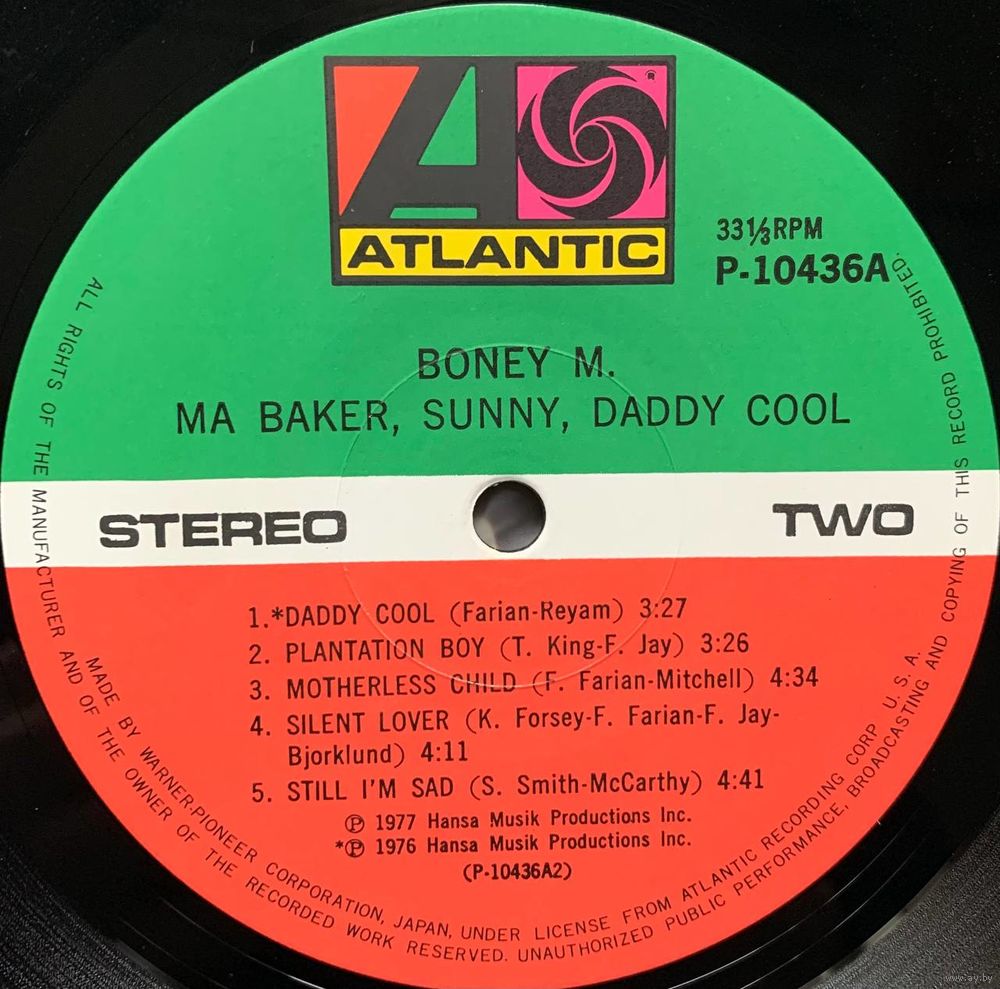 A
®
ATLANTIC
33⅓RPM
P-10436A
BONEY M.
MA BAKER, SUNNY, DADDY COOL
STEREO
TWO
1.*DADDY COOL (Farian-Reyam) 3:27
2. PLANTATION BOY (T. King-F. Jay) 3:26
3. MOTHERLESS CHILD (F. Farian-Mitchell) 4:34
4. SILENT LOVER (K. Forsey-F. Farian-F. Jay-
Bjorklund) 4:11
5. STILL I'M SAD (S. Smith-McCarthy) 4:41
Ⓟ 1977 Hansa Musik Productions Inc.
*Ⓟ 1976 Hansa Musik Productions Inc.
(P-10436A2)
MADE BY WARNER-PIONEER CORPORATION, JAPAN, UNDER LICENSE FROM ATLANTIC RECORDING CORP. U. S. A.
ALL RIGHTS OF THE MANUFACTURER AND OF THE OWNER OF THE RECORDED WORK RESERVED. UNAUTHORIZED PUBLIC PERFORMANCE, BROADCASTING AND COPYING OF THIS RECORD PROHIBITED.
www.ay.by